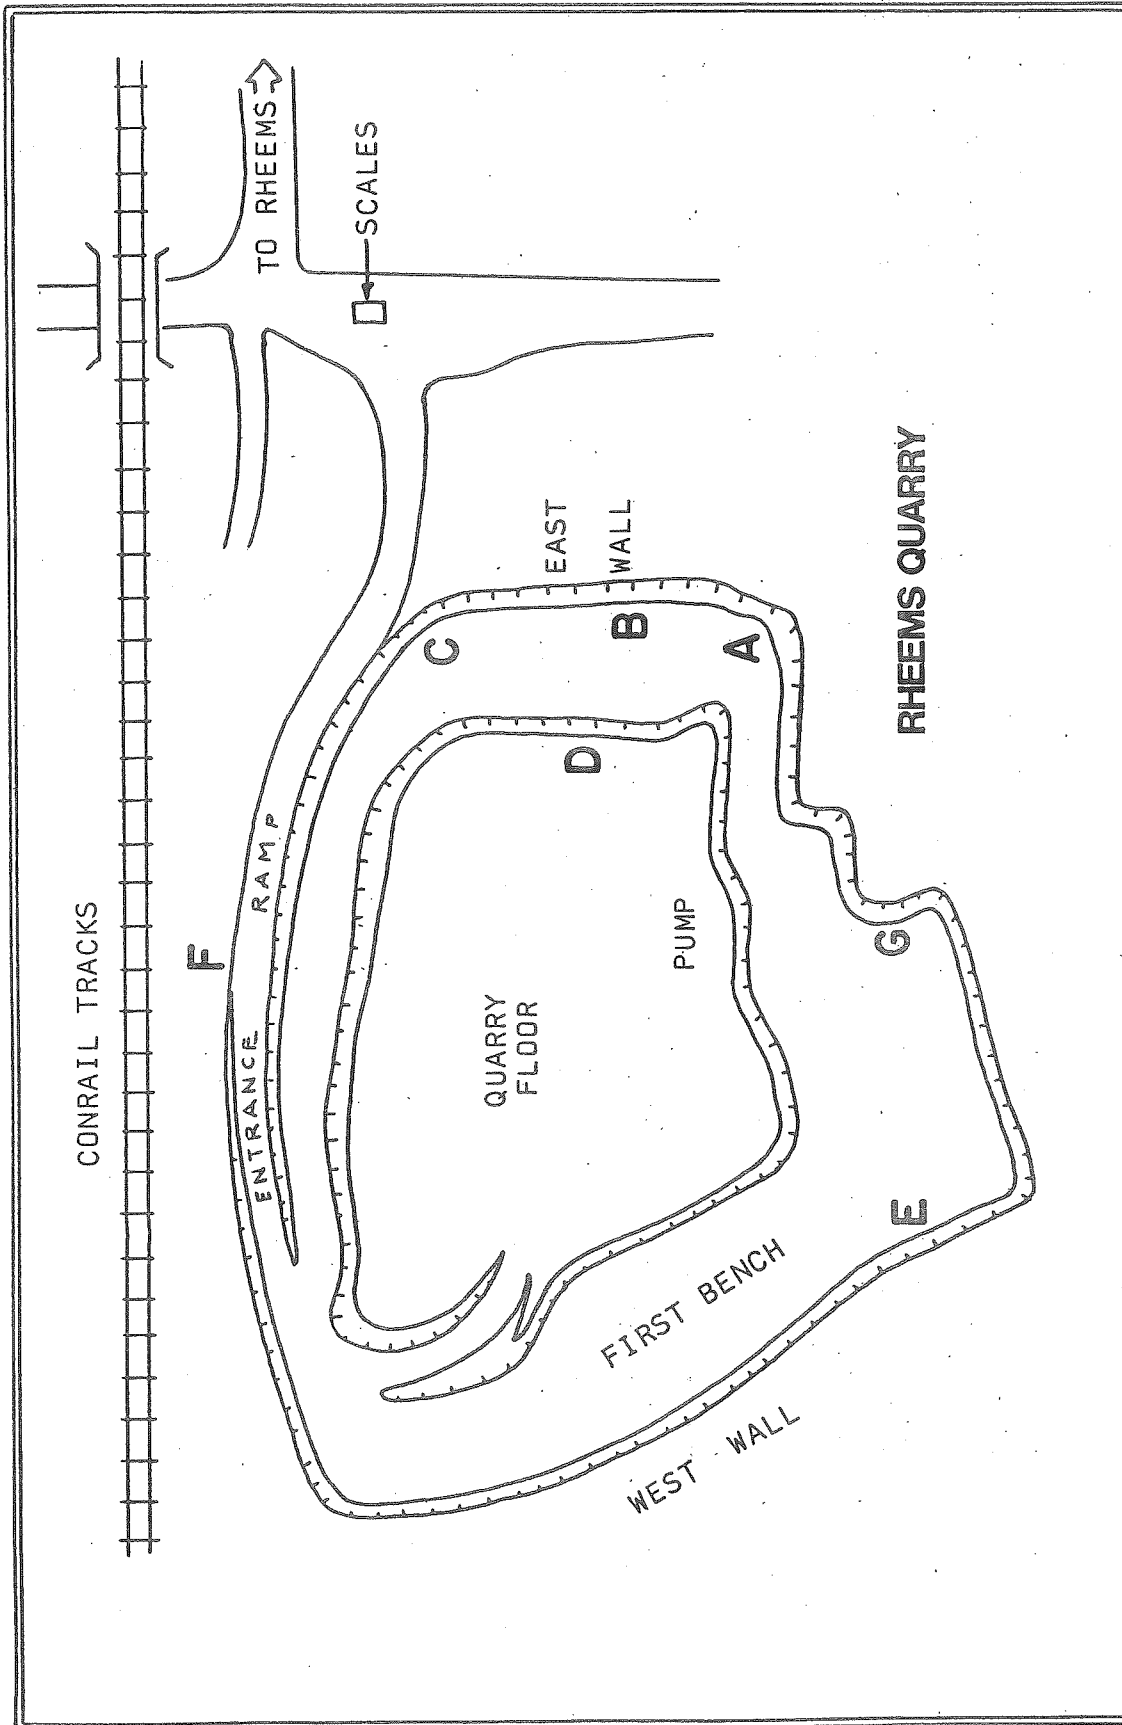 CONRAIL TRACKS
TO RHEEMS
SCALES
F
ENTRANCE RAMP
C
EAST
WALL
B
A
D
QUARRY
FLOOR
PUMP
G
E
FIRST BENCH
WEST WALL
RHEEMS QUARRY